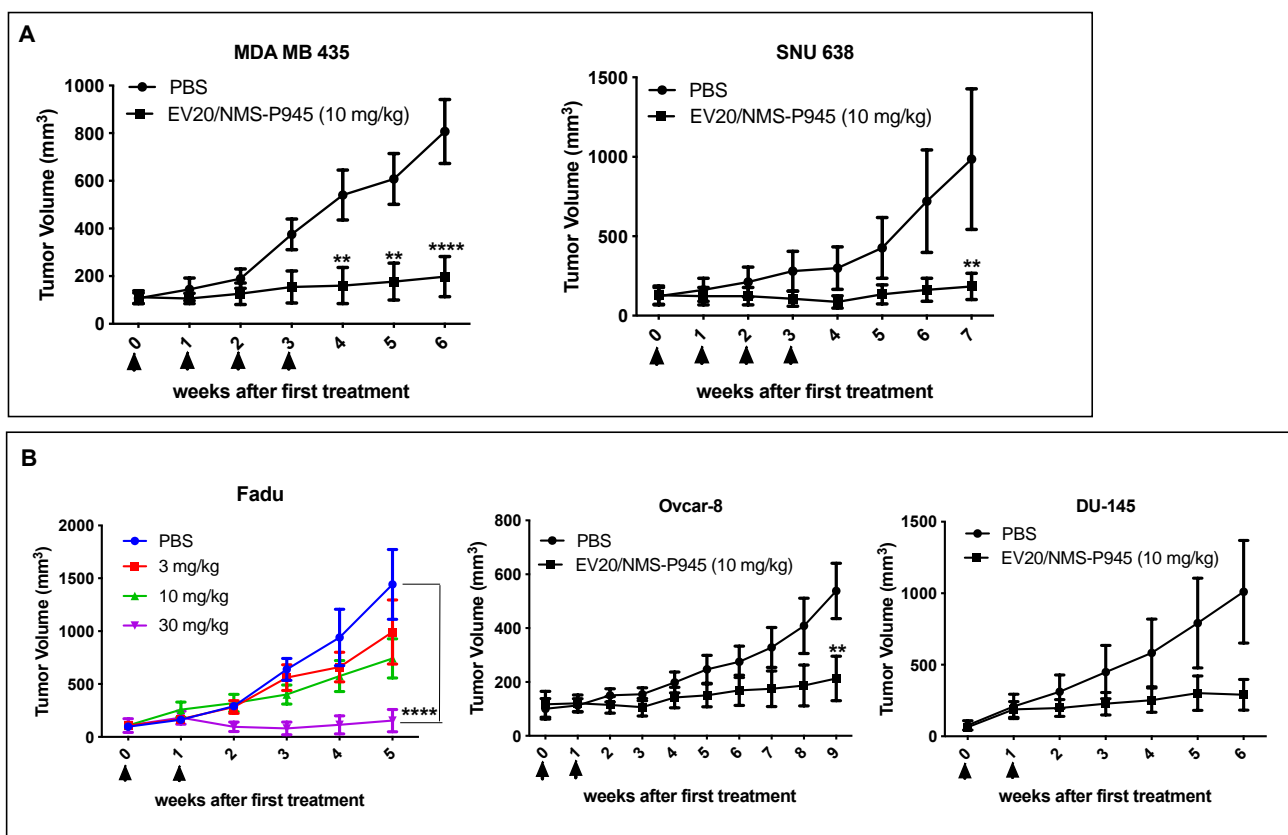 A
MDA MB 435
PBS
EV20/NMS-P945 (10 mg/kg)
Tumor Volume (mm³)
1000
800
600
400
200
0
** ** ****
0 1 2 3 4 5 6
weeks after first treatment
SNU 638
PBS
EV20/NMS-P945 (10 mg/kg)
Tumor Volume (mm³)
1500
1000
500
0
**
0 1 2 3 4 5 6 7
weeks after first treatment
B
Fadu
PBS
3 mg/kg
10 mg/kg
30 mg/kg
Tumor Volume (mm³)
2000
1500
1000
500
0
****
0 1 2 3 4 5
weeks after first treatment
Ovcar-8
PBS
EV20/NMS-P945 (10 mg/kg)
Tumor Volume (mm³)
800
600
400
200
0
**
0 1 2 3 4 5 6 7 8 9
weeks after first treatment
DU-145
PBS
EV20/NMS-P945 (10 mg/kg)
Tumor Volume (mm³)
1500
1000
500
0
0 1 2 3 4 5 6
weeks after first treatment